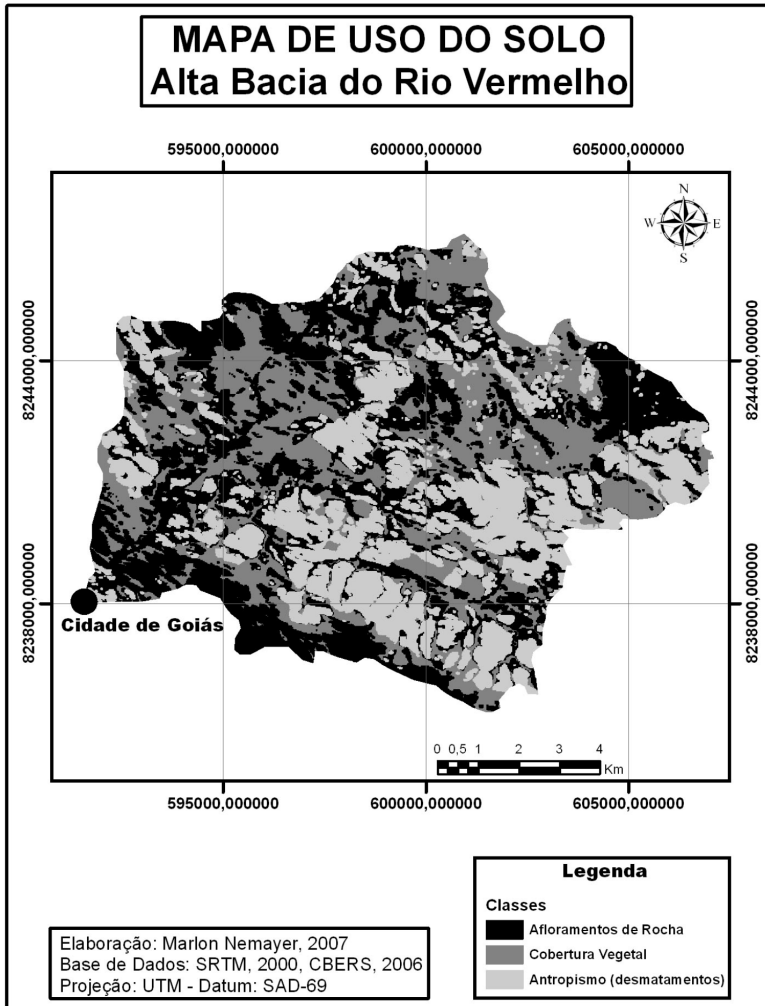 MAPA DE USO DO SOLO
Alta Bacia do Rio Vermelho
595000,000000 600000,000000 605000,000000
N
W E
S
8244000,000000 8244000,000000
8238000,000000 8238000,000000
Cidade de Goiás
0 0,5 1 2 3 4
Km
595000,000000 600000,000000 605000,000000
Legenda
Classes
Afloramentos de Rocha
Cobertura Vegetal
Antropismo (desmatamentos)
Elaboração: Marlon Nemayer, 2007
Base de Dados: SRTM, 2000, CBERS, 2006
Projeção: UTM - Datum: SAD-69